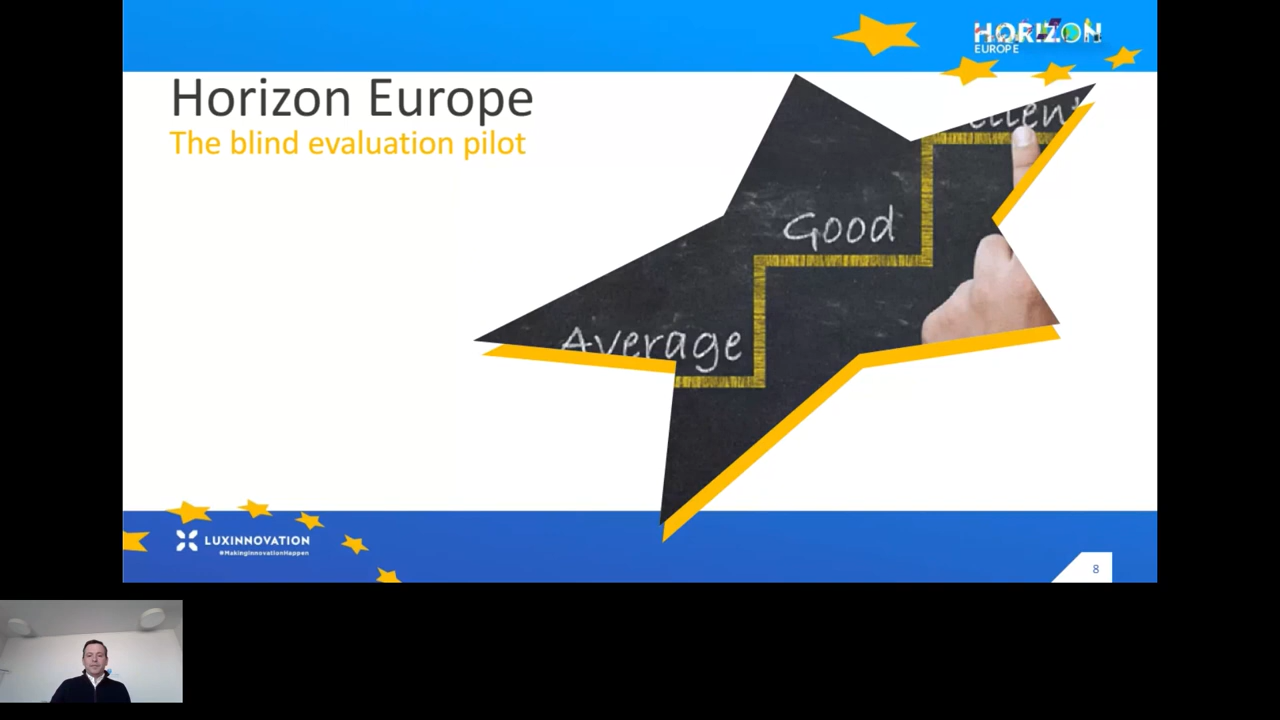 HORIZON
EUROPE
Horizon Europe
The blind evaluation pilot
Good
Average
LUXINNOVATION
#MakingInnovationHappen
8